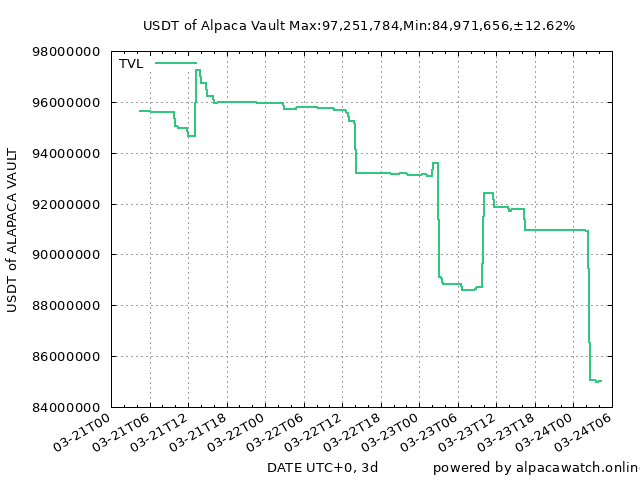 USDT of Alpaca Vault Max:97,251,784,Min:84,971,656,±12.62%
TVL
USDT of ALAPACA VAULT
98000000
96000000
94000000
92000000
90000000
88000000
86000000
84000000
03-21T00
03-21T06
03-21T12
03-21T18
03-22T00
03-22T06
03-22T12
03-22T18
03-23T00
03-23T06
03-23T12
03-23T18
03-24T00
03-24T06
DATE UTC+0, 3d
powered by alpacawatch.onlin